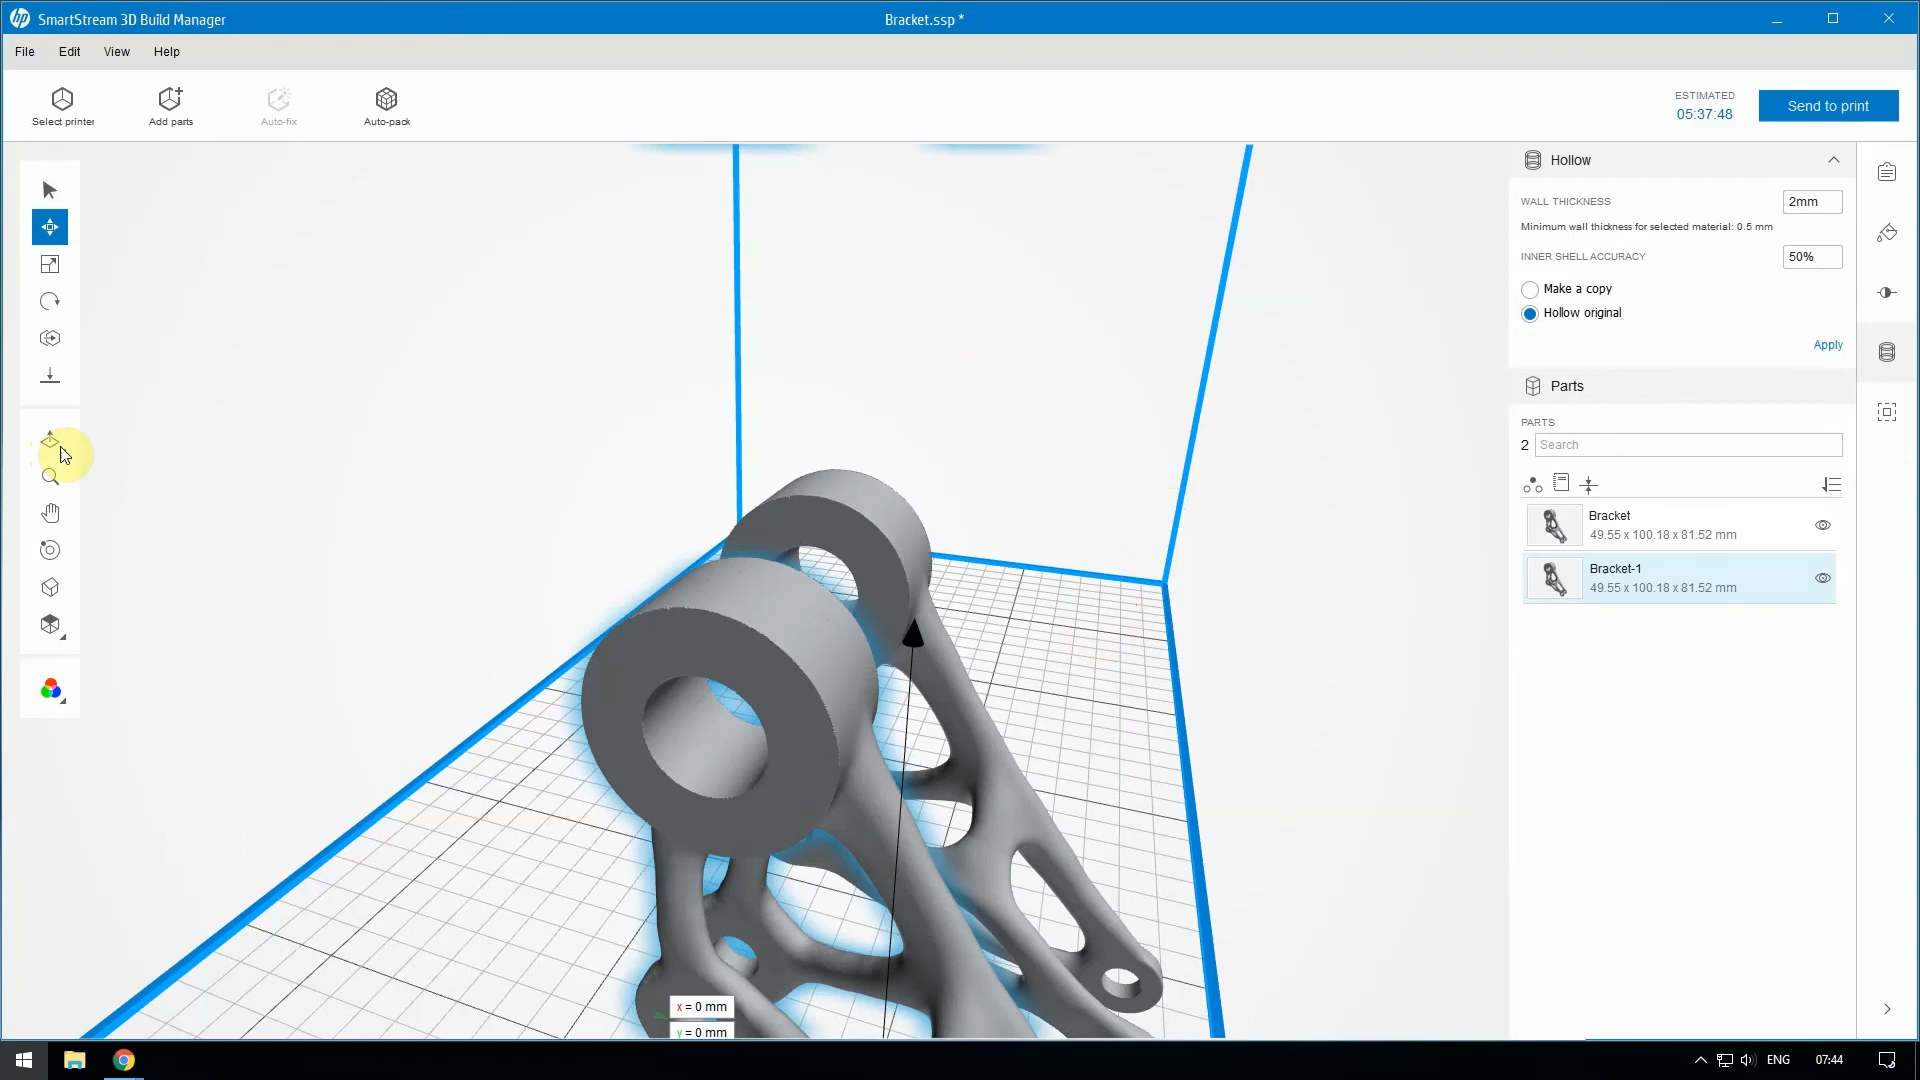 hp SmartStream 3D Build Manager
Bracket.ssp *
File Edit View Help
Select printer
Add parts
Auto-fix
Auto-pack
ESTIMATED
05:37:48
Send to print
Hollow
WALL THICKNESS
2mm
Minimum wall thickness for selected material: 0.5 mm
INNER SHELL ACCURACY
50%
Make a copy
Hollow original
Apply
Parts
PARTS
2 Search
Bracket
49.55 x 100.18 x 81.52 mm
Bracket-1
49.55 x 100.18 x 81.52 mm
x = 0 mm
y = 0 mm
ENG 07:44